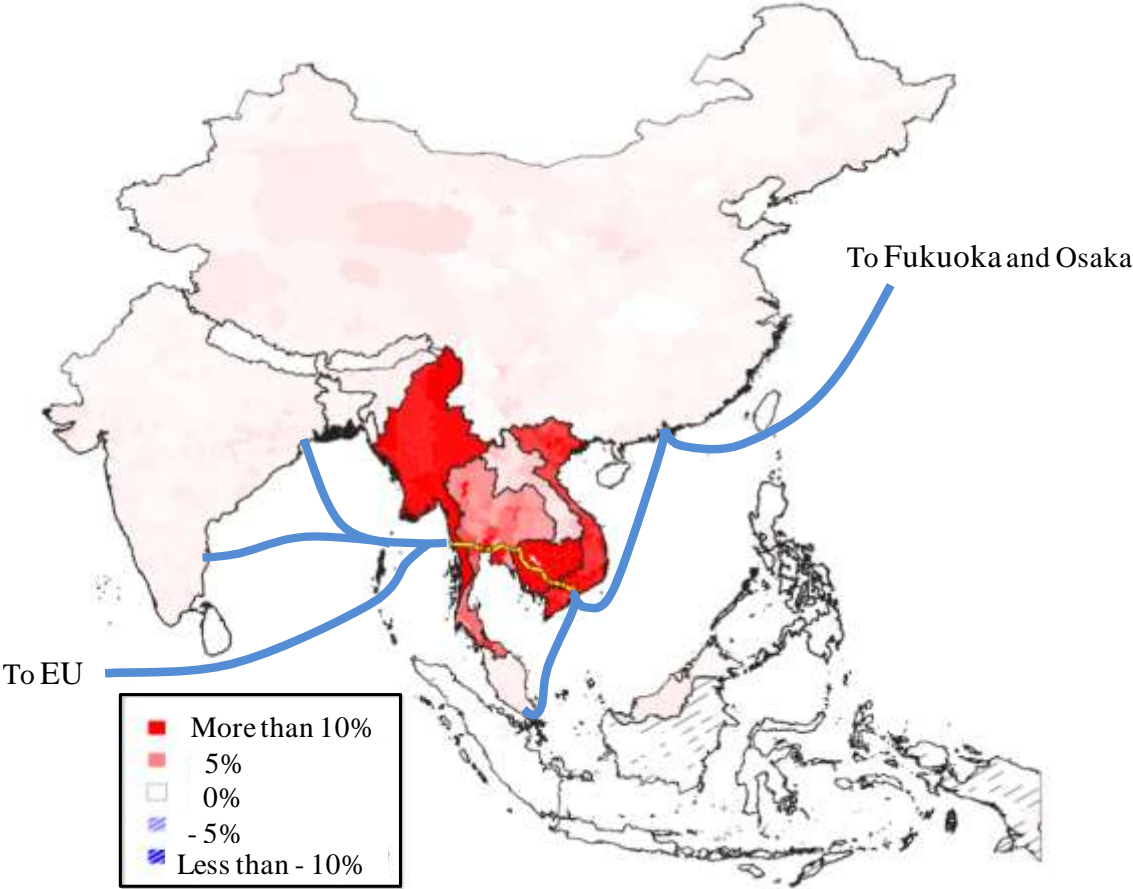 To Fukuoka and Osaka
To EU
More than 10%
5%
0%
- 5%
Less than - 10%